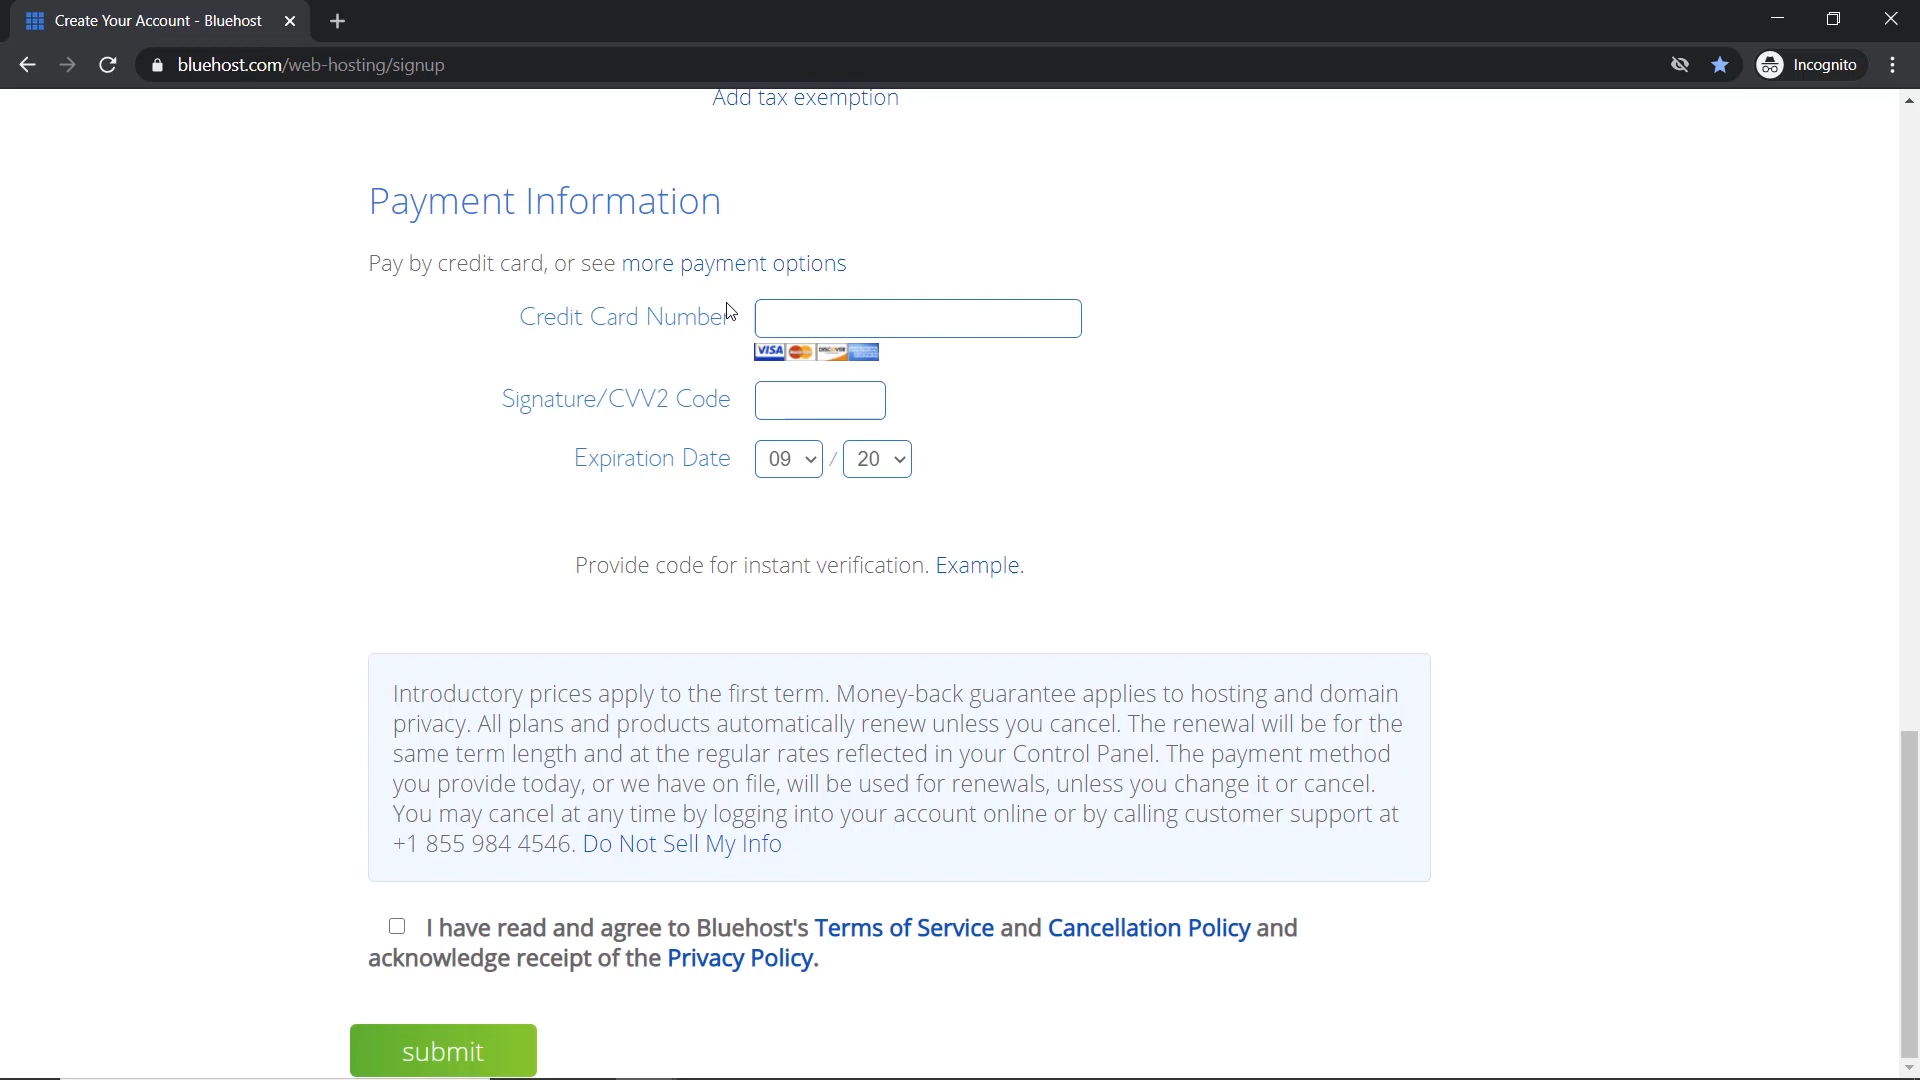 Create Your Account - Bluehost
bluehost.com/web-hosting/signup
Incognito
Add tax exemption
Payment Information
Pay by credit card, or see more payment options
Credit Card Number
VISA DISCOVER
Signature/CVV2 Code
Expiration Date 09 / 20
Provide code for instant verification. Example.
Introductory prices apply to the first term. Money-back guarantee applies to hosting and domain
privacy. All plans and products automatically renew unless you cancel. The renewal will be for the
same term length and at the regular rates reflected in your Control Panel. The payment method
you provide today, or we have on file, will be used for renewals, unless you change it or cancel.
You may cancel at any time by logging into your account online or by calling customer support at
+1 855 984 4546. Do Not Sell My Info
I have read and agree to Bluehost's Terms of Service and Cancellation Policy and
acknowledge receipt of the Privacy Policy.
submit